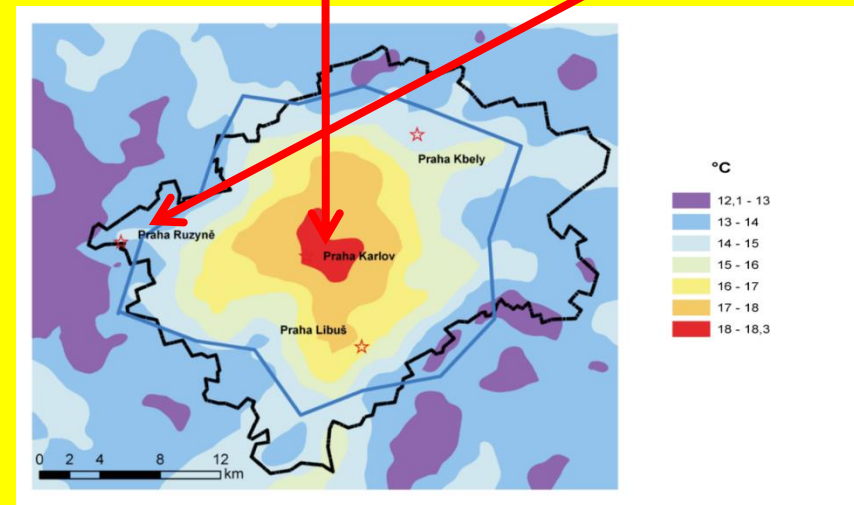 Praha Kbely
Praha Ruzyně
Praha Karlov
Praha Libuš
0 2 4 8 12
km
°C
12,1 - 13
13 - 14
14 - 15
15 - 16
16 - 17
17 - 18
18 - 18,3